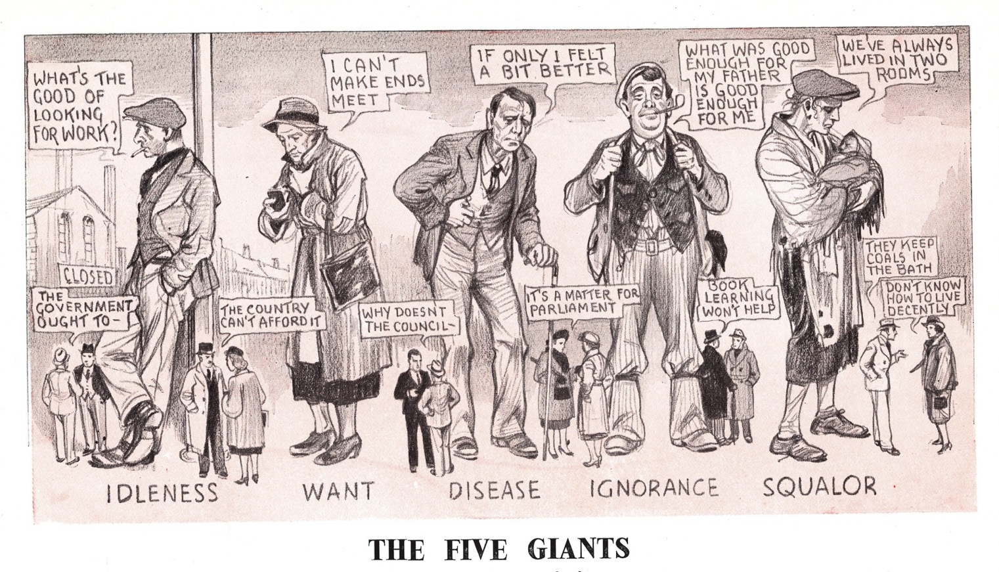 WHAT'S THE
GOOD OF
LOOKING
FOR WORK?
I CAN'T
MAKE ENDS
MEET
IF ONLY I FELT
A BIT BETTER
WHAT WAS GOOD
ENOUGH FOR
MY FATHER
IS GOOD
ENOUGH
FOR ME
WE'VE ALWAYS
LIVED IN TWO
ROOMS
CLOSED
THE
GOVERNMENT
OUGHT TO-
THE COUNTRY
CAN'T AFFORD IT
WHY DOESN'T
THE COUNCIL-
IT'S A MATTER FOR
PARLIAMENT
BOOK
LEARNING
WON'T HELP
THEY KEEP
COALS IN
THE BATH
DON'T KNOW
HOW TO LIVE
DECENTLY
IDLENESS
WANT
DISEASE
IGNORANCE
SQUALOR
THE FIVE GIANTS